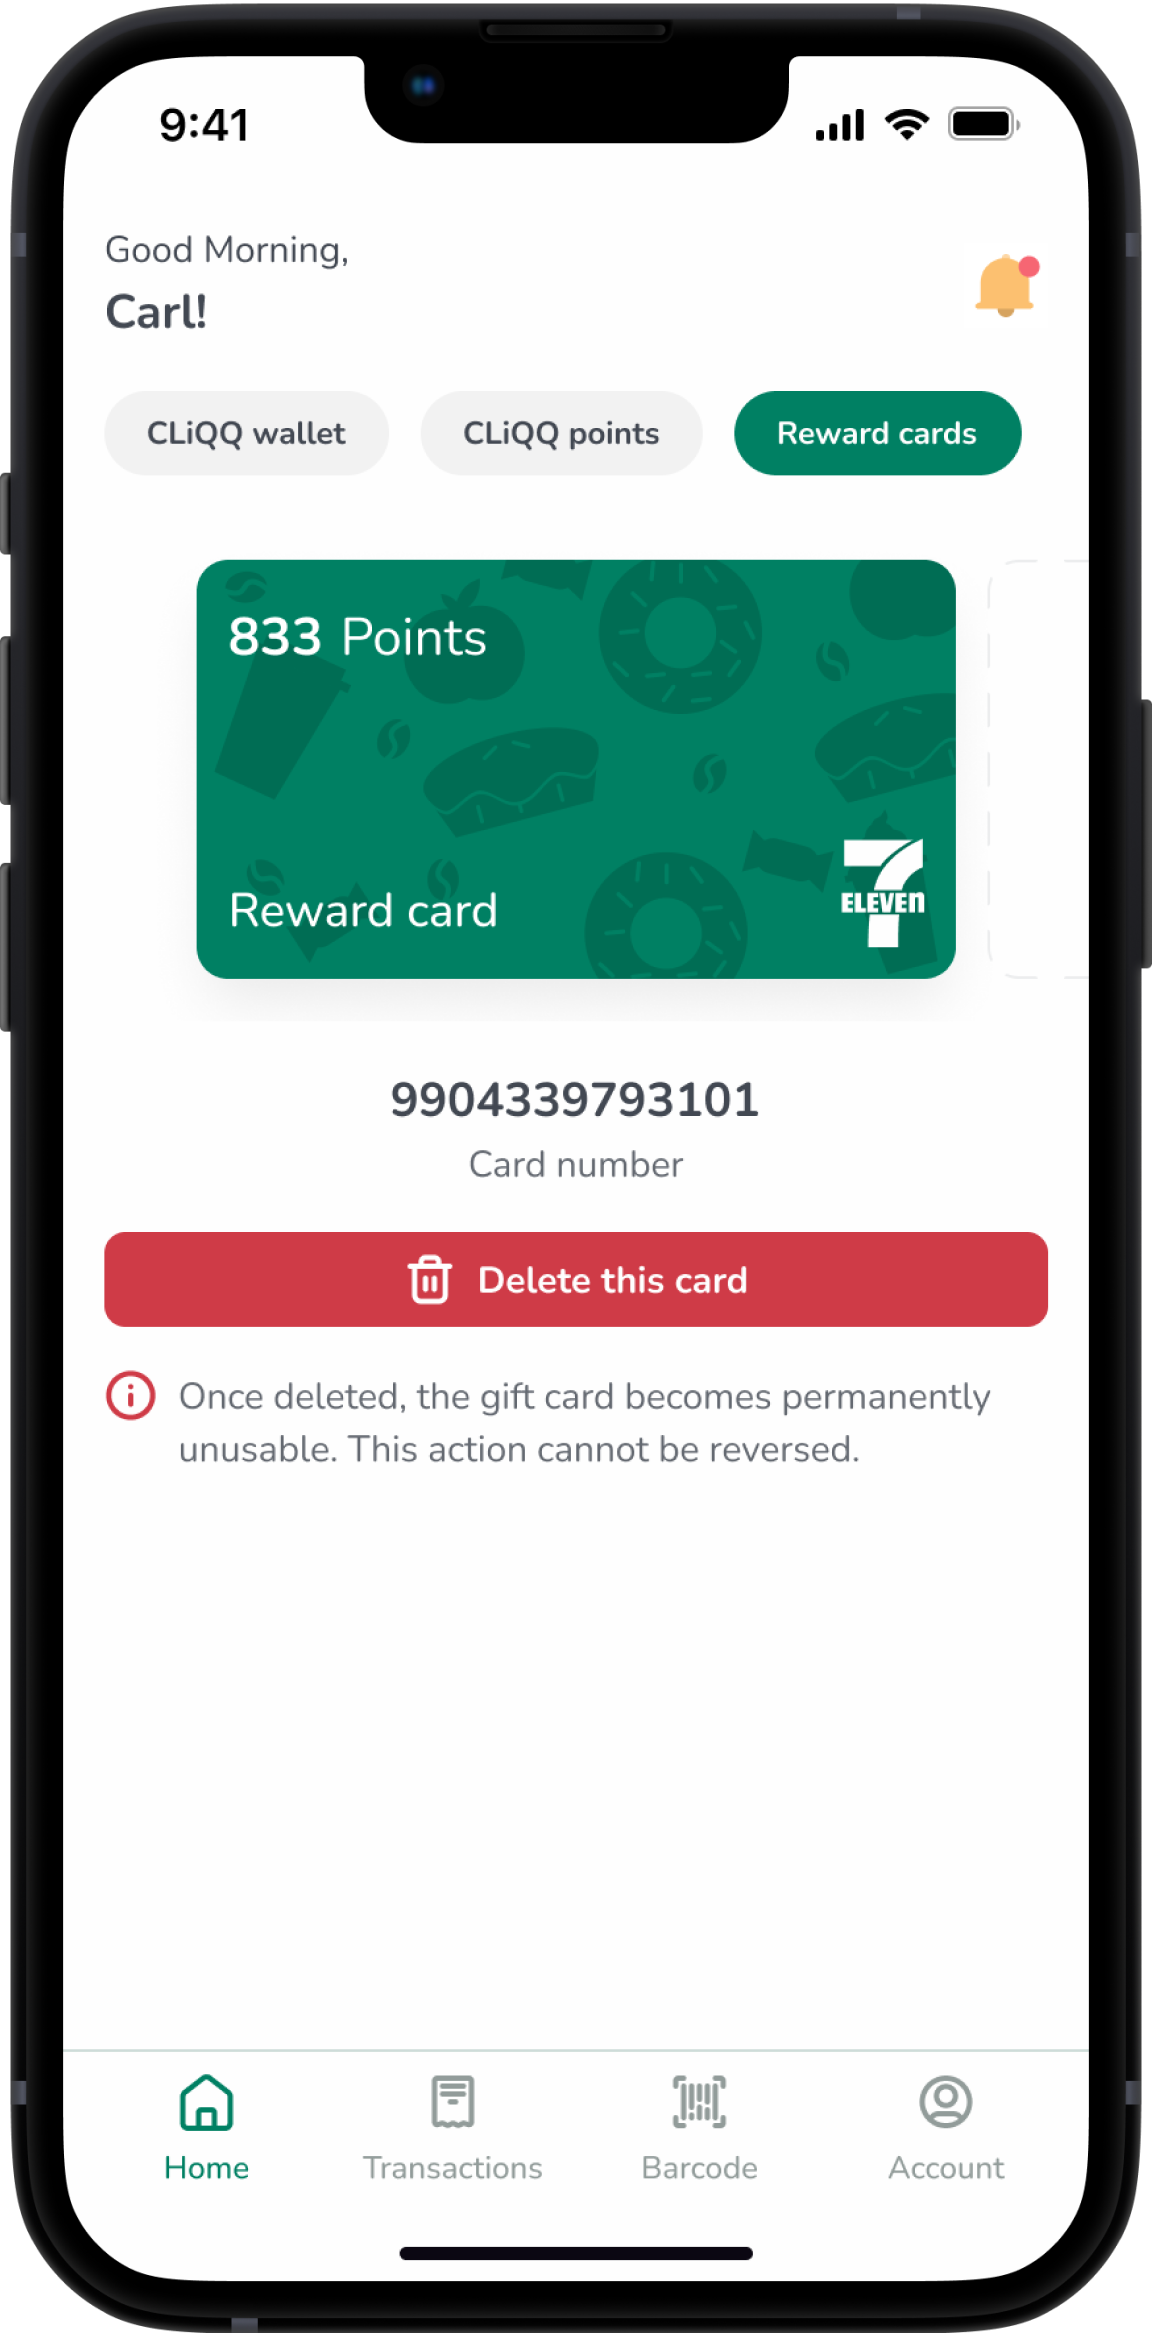 9:41
Good Morning,
Carl!
CLiQQ wallet
CLiQQ points
Reward cards
833 Points
Reward card
7
ELEVEn
9904339793101
Card number
Delete this card
Once deleted, the gift card becomes permanently
unusable. This action cannot be reversed.
Home
Transactions
Barcode
Account